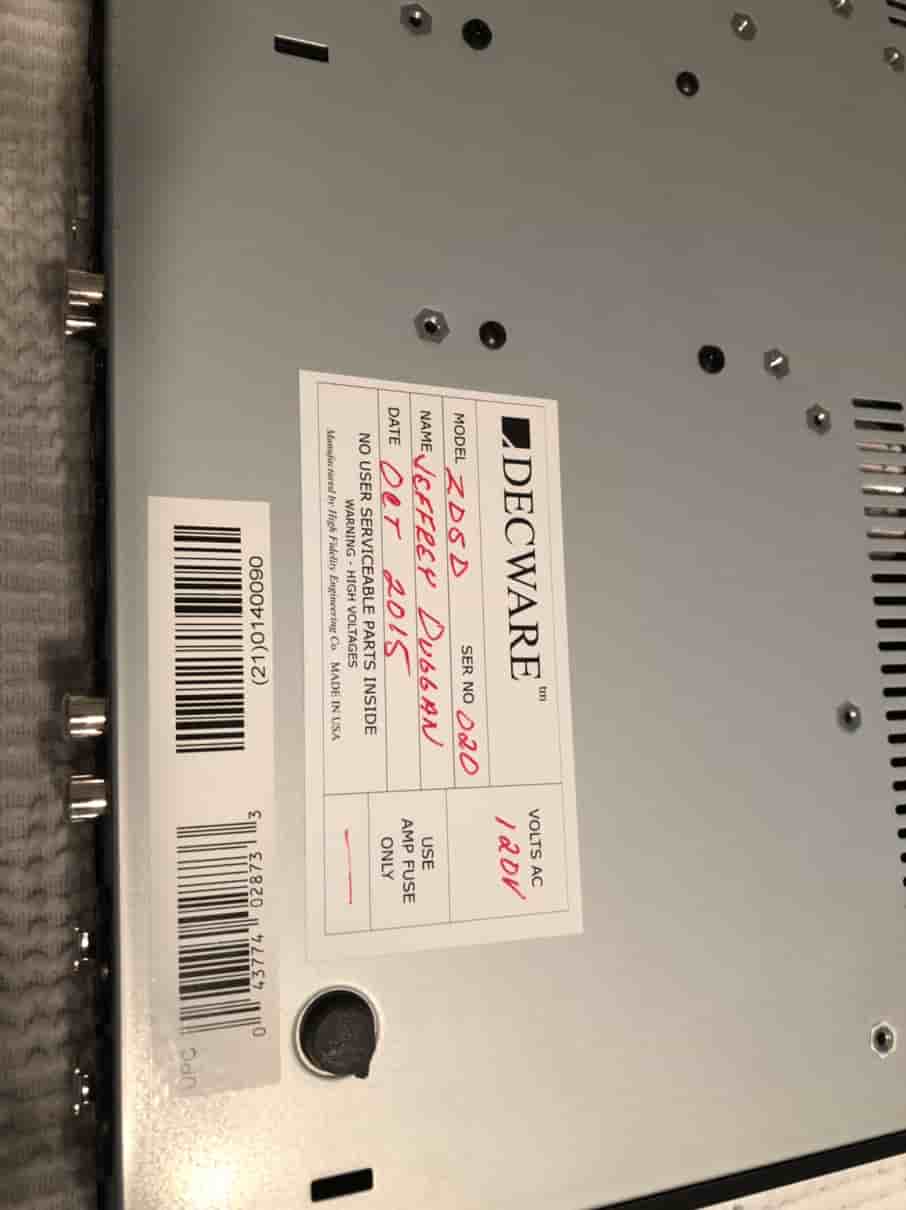 DECWARE tm
MODEL ZDSD SER NO 020
NAME JEFFREY DUGGAN
DATE OCT 2015
NO USER SERVICEABLE PARTS INSIDE
WARNING - HIGH VOLTAGES
Manufactured by High Fidelity Engineering Co. MADE IN USA
VOLTS AC
120V
USE
AMP FUSE
ONLY
—
(21)0140090
0 43774 02873 3
UPC